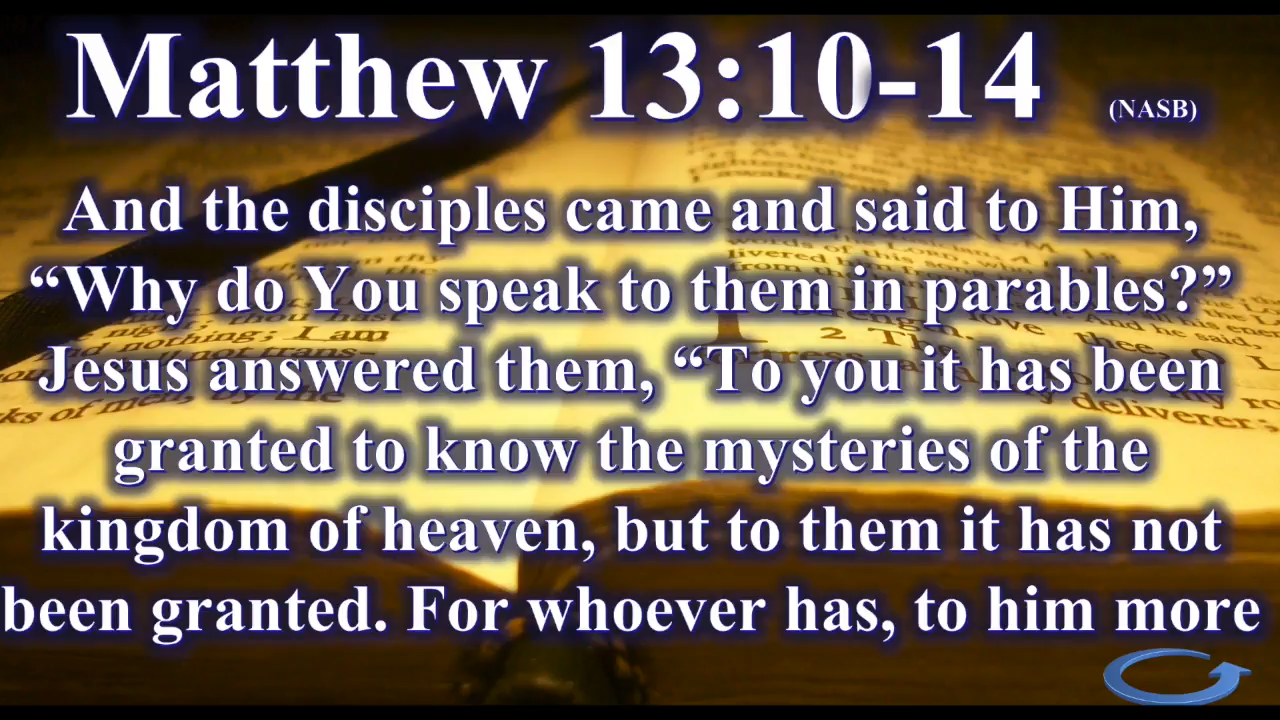 Matthew 13:10-14 (NASB)
And the disciples came and said to Him,
“Why do You speak to them in parables?”
Jesus answered them, “To you it has been
granted to know the mysteries of the
kingdom of heaven, but to them it has not
been granted. For whoever has, to him more